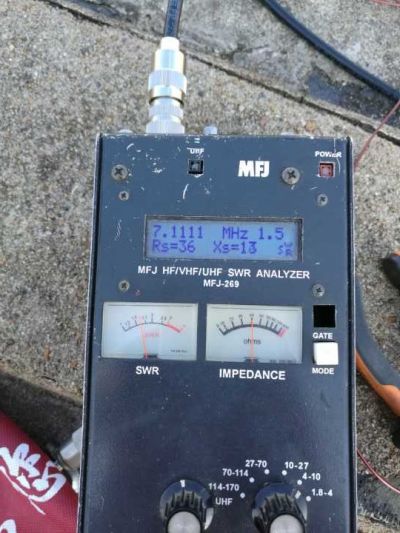 UHF
MFJ
POWER
7.1111 MHz 1.5
Rs=36 Xs=13 SWR
MFJ HF/VHF/UHF SWR ANALYZER
MFJ-269
ohms
GATE
MODE
SWR
IMPEDANCE
27-70
70-114
114-170
UHF
10-27
4-10
1.8-4